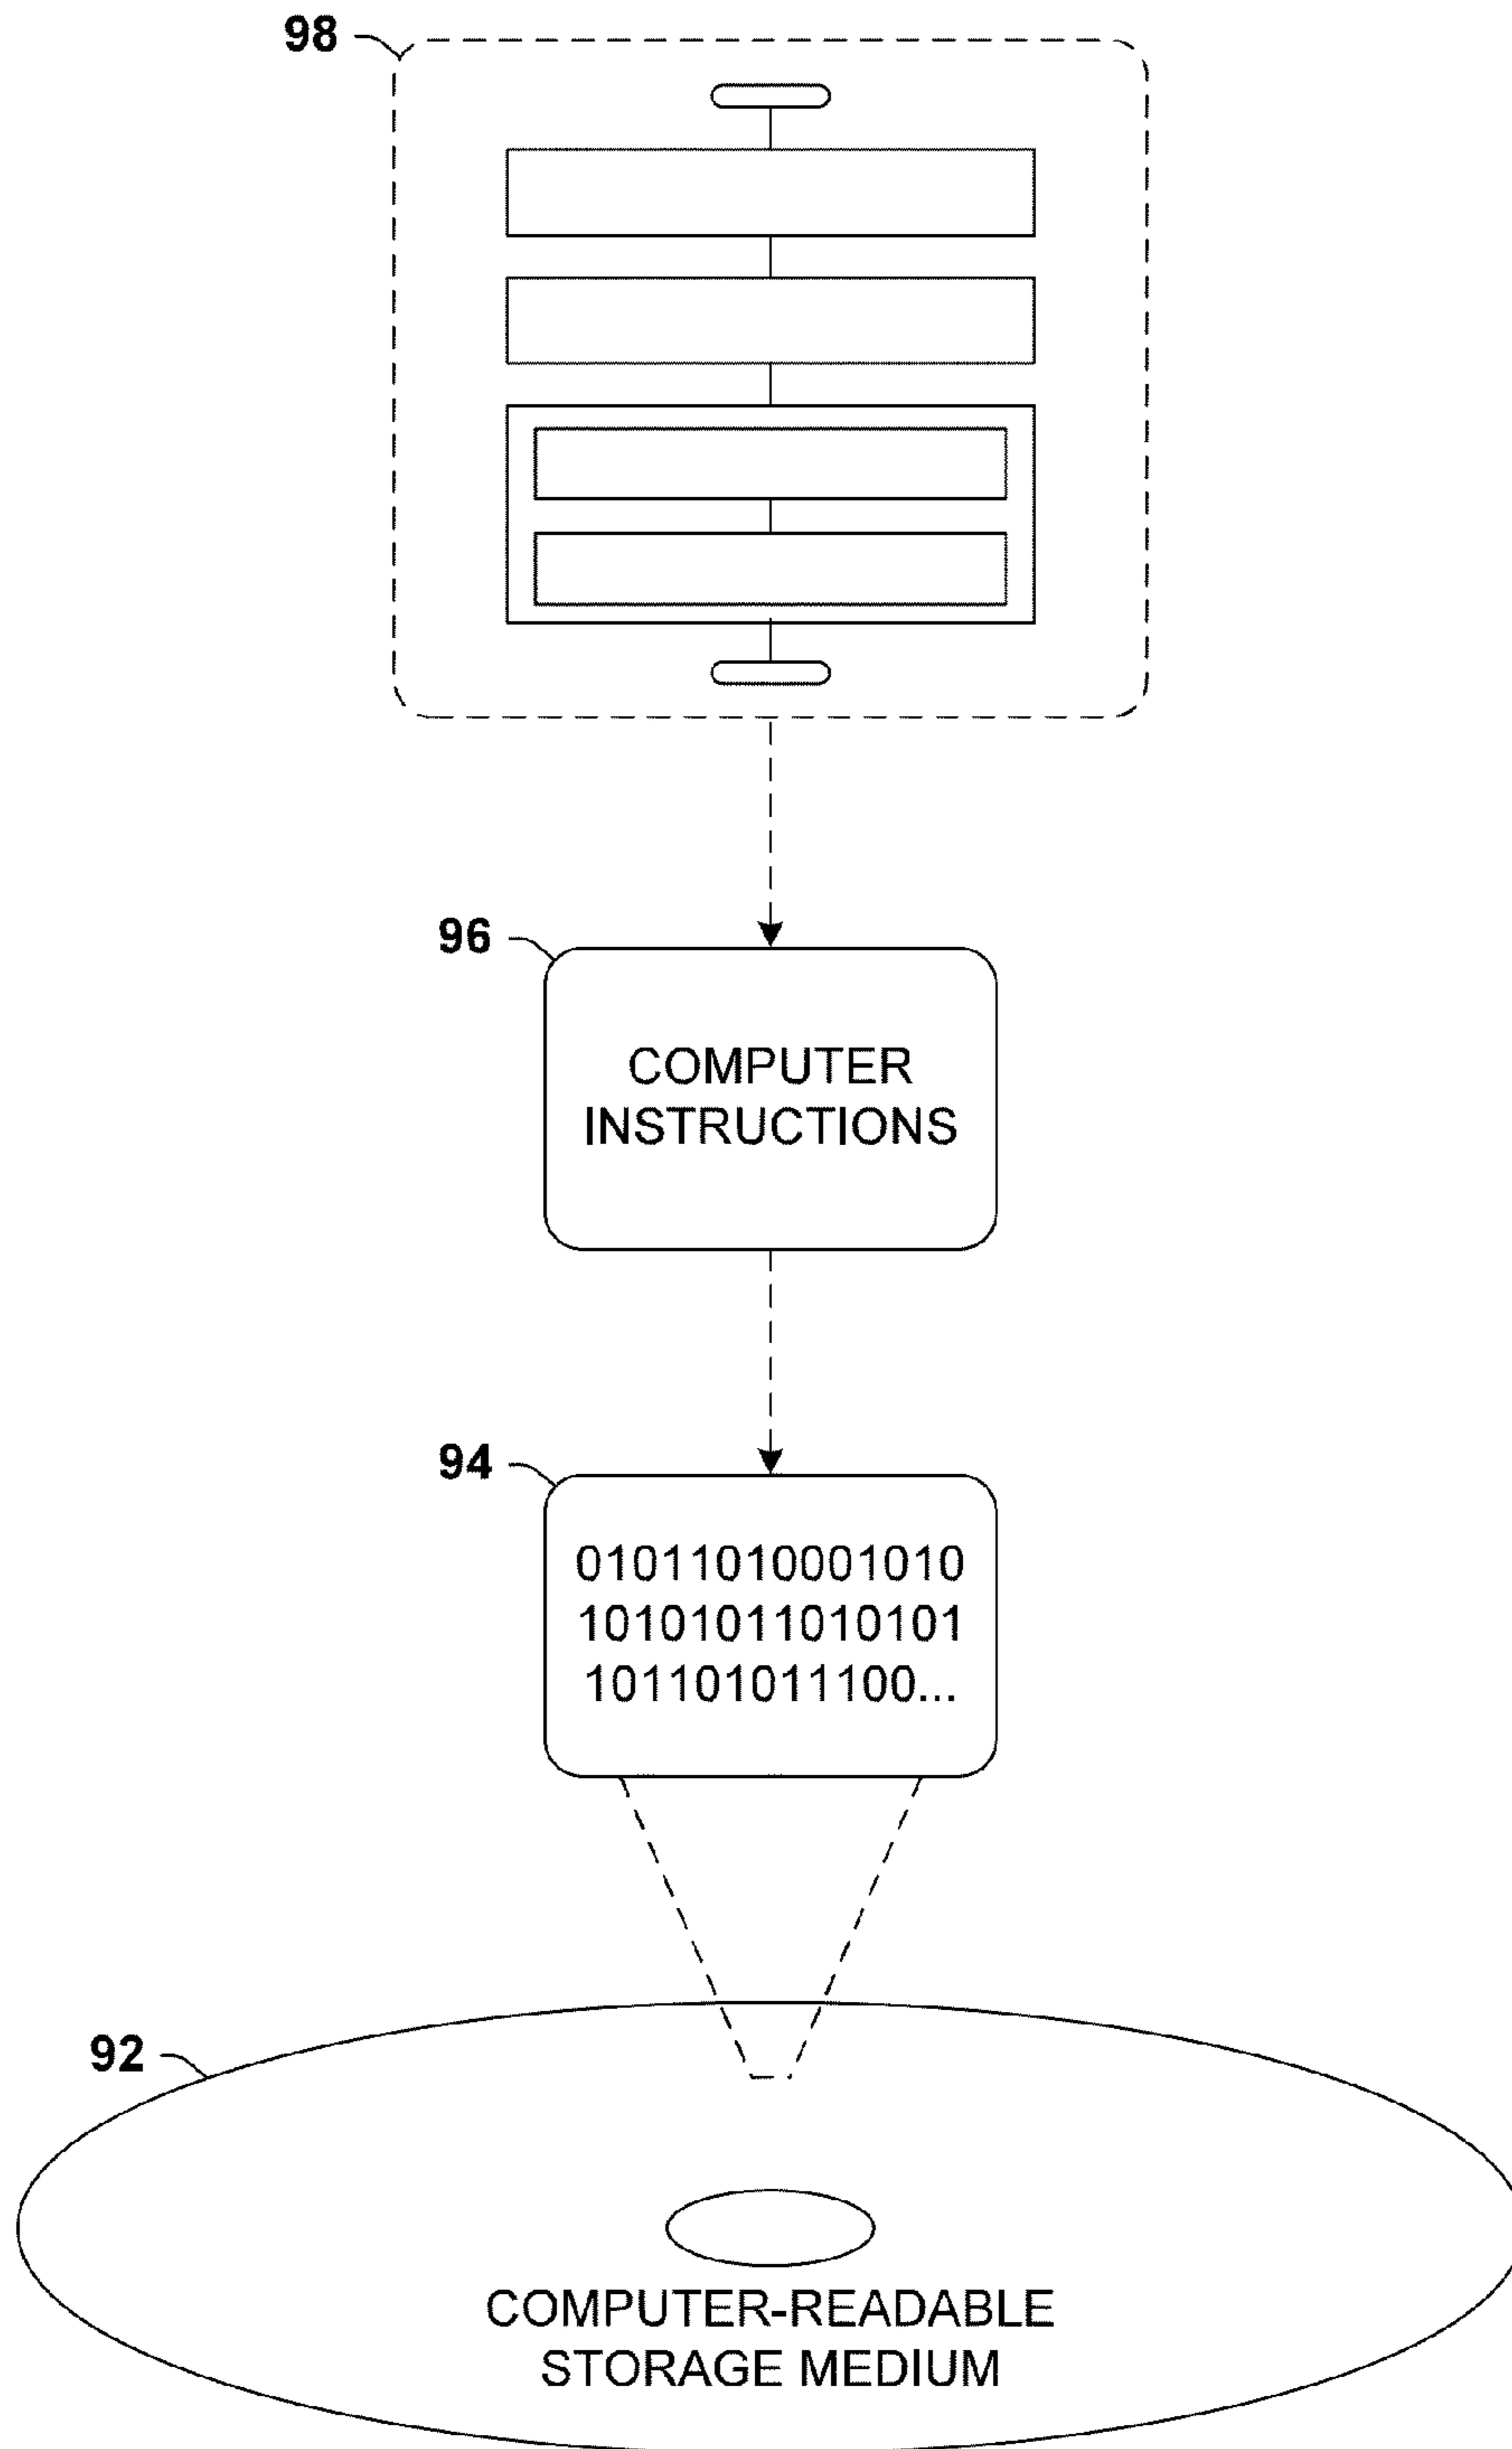 98
96
COMPUTER
INSTRUCTIONS
94
01011010001010
10101011010101
101101011100...
92
COMPUTER-READABLE
STORAGE MEDIUM